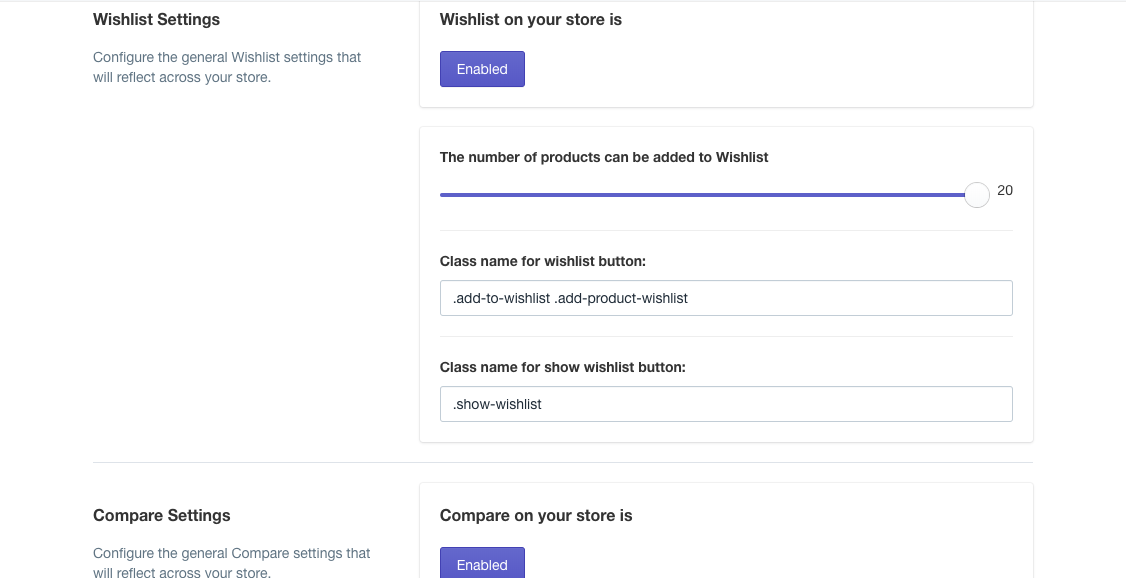 Wishlist Settings
Configure the general Wishlist settings that
will reflect across your store.
Wishlist on your store is
Enabled
The number of products can be added to Wishlist
20
Class name for wishlist button:
.add-to-wishlist .add-product-wishlist
Class name for show wishlist button:
.show-wishlist
Compare Settings
Configure the general Compare settings that
will reflect across your store.
Compare on your store is
Enabled